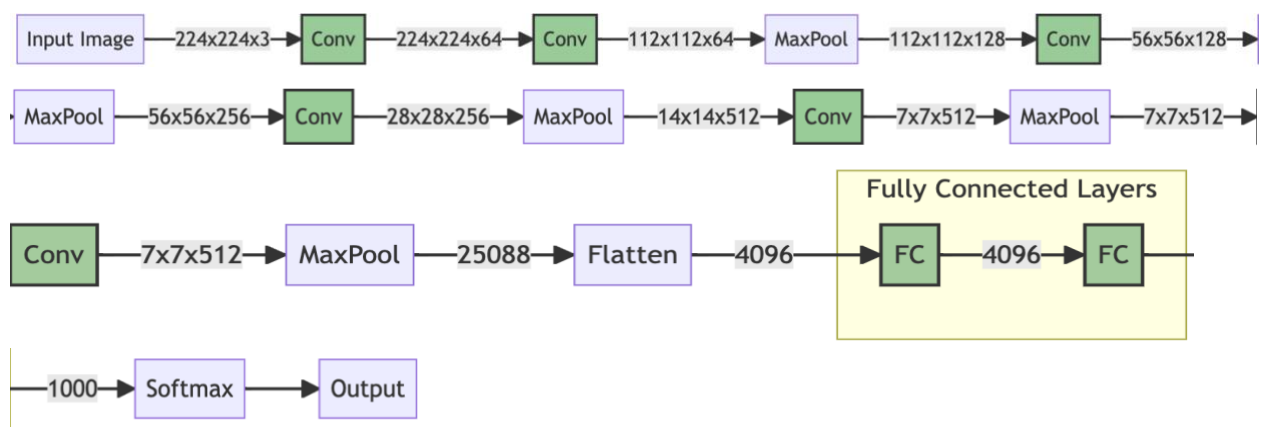 Input Image 224x224x3 Conv 224x224x64 Conv 112x112x64 MaxPool 112x112x128 Conv 56x56x128
MaxPool 56x56x256 Conv 28x28x256 MaxPool 14x14x512 Conv 7x7x512 MaxPool 7x7x512
Fully Connected Layers
Conv 7x7x512 MaxPool 25088 Flatten 4096 FC 4096 FC
1000 Softmax Output